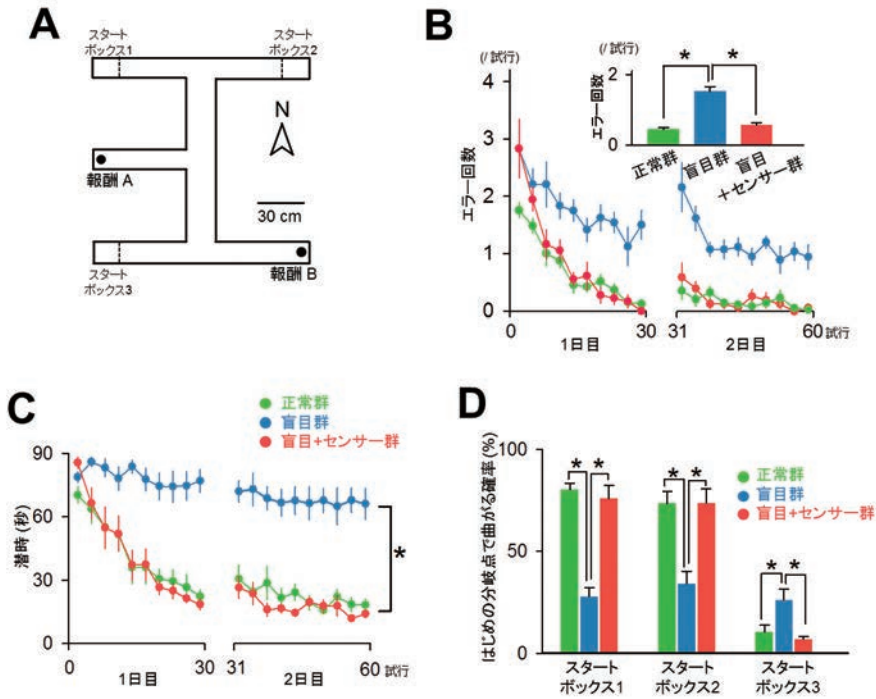 A
スタート
ボックス1
スタート
ボックス2
N
報酬 A
30 cm
スタート
ボックス3
報酬 B
B
(/ 試行)
4
3
2
1
0
エラー回数
(/試行)
2
0
エラー回数
*
*
正常群
盲目群
盲目
+センサー群
0
30
31
60
試行
1日目
2日目
C
正常群
盲目群
盲目+センサー群
90
60
30
0
潜時 (秒)
*
0
30
31
60
試行
1日目
2日目
D
はじめの分岐点で曲がる確率(%)
100
50
0
正常群
盲目群
盲目+センサー群
*
*
*
*
*
*
スタート
ボックス1
スタート
ボックス2
スタート
ボックス3